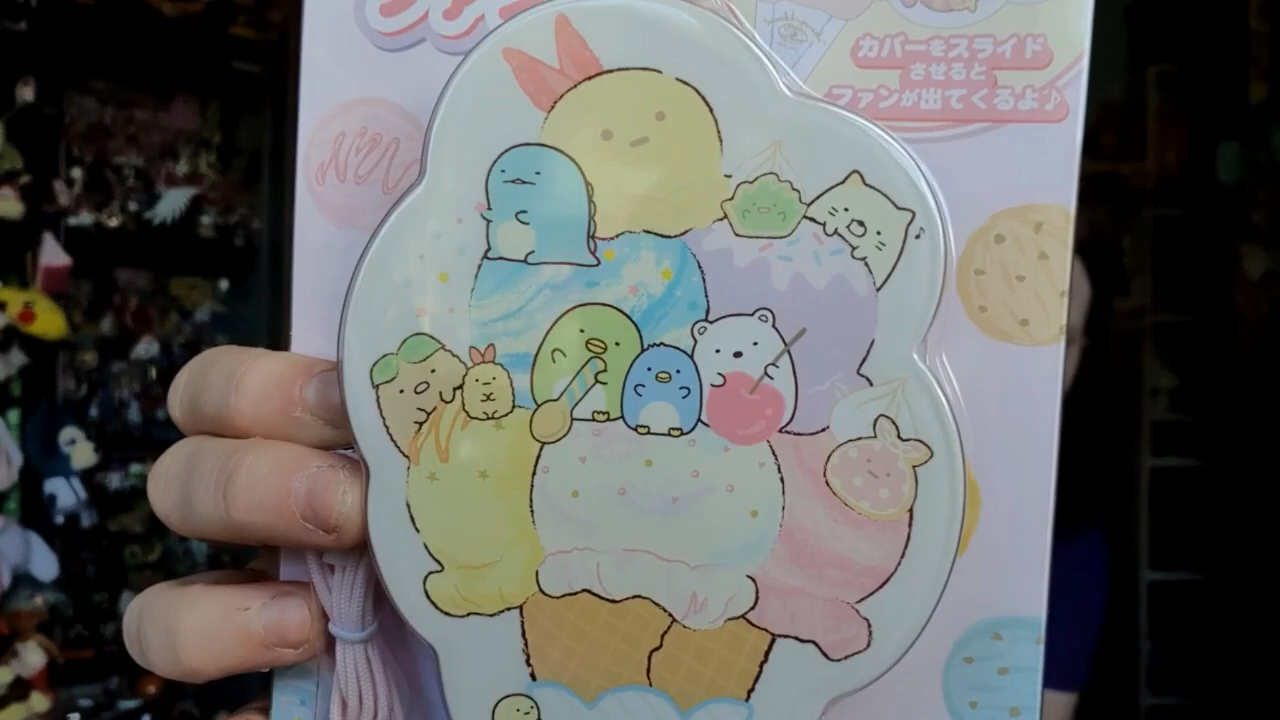 カバーをスライド
させると
ファンが出てくるよ♪